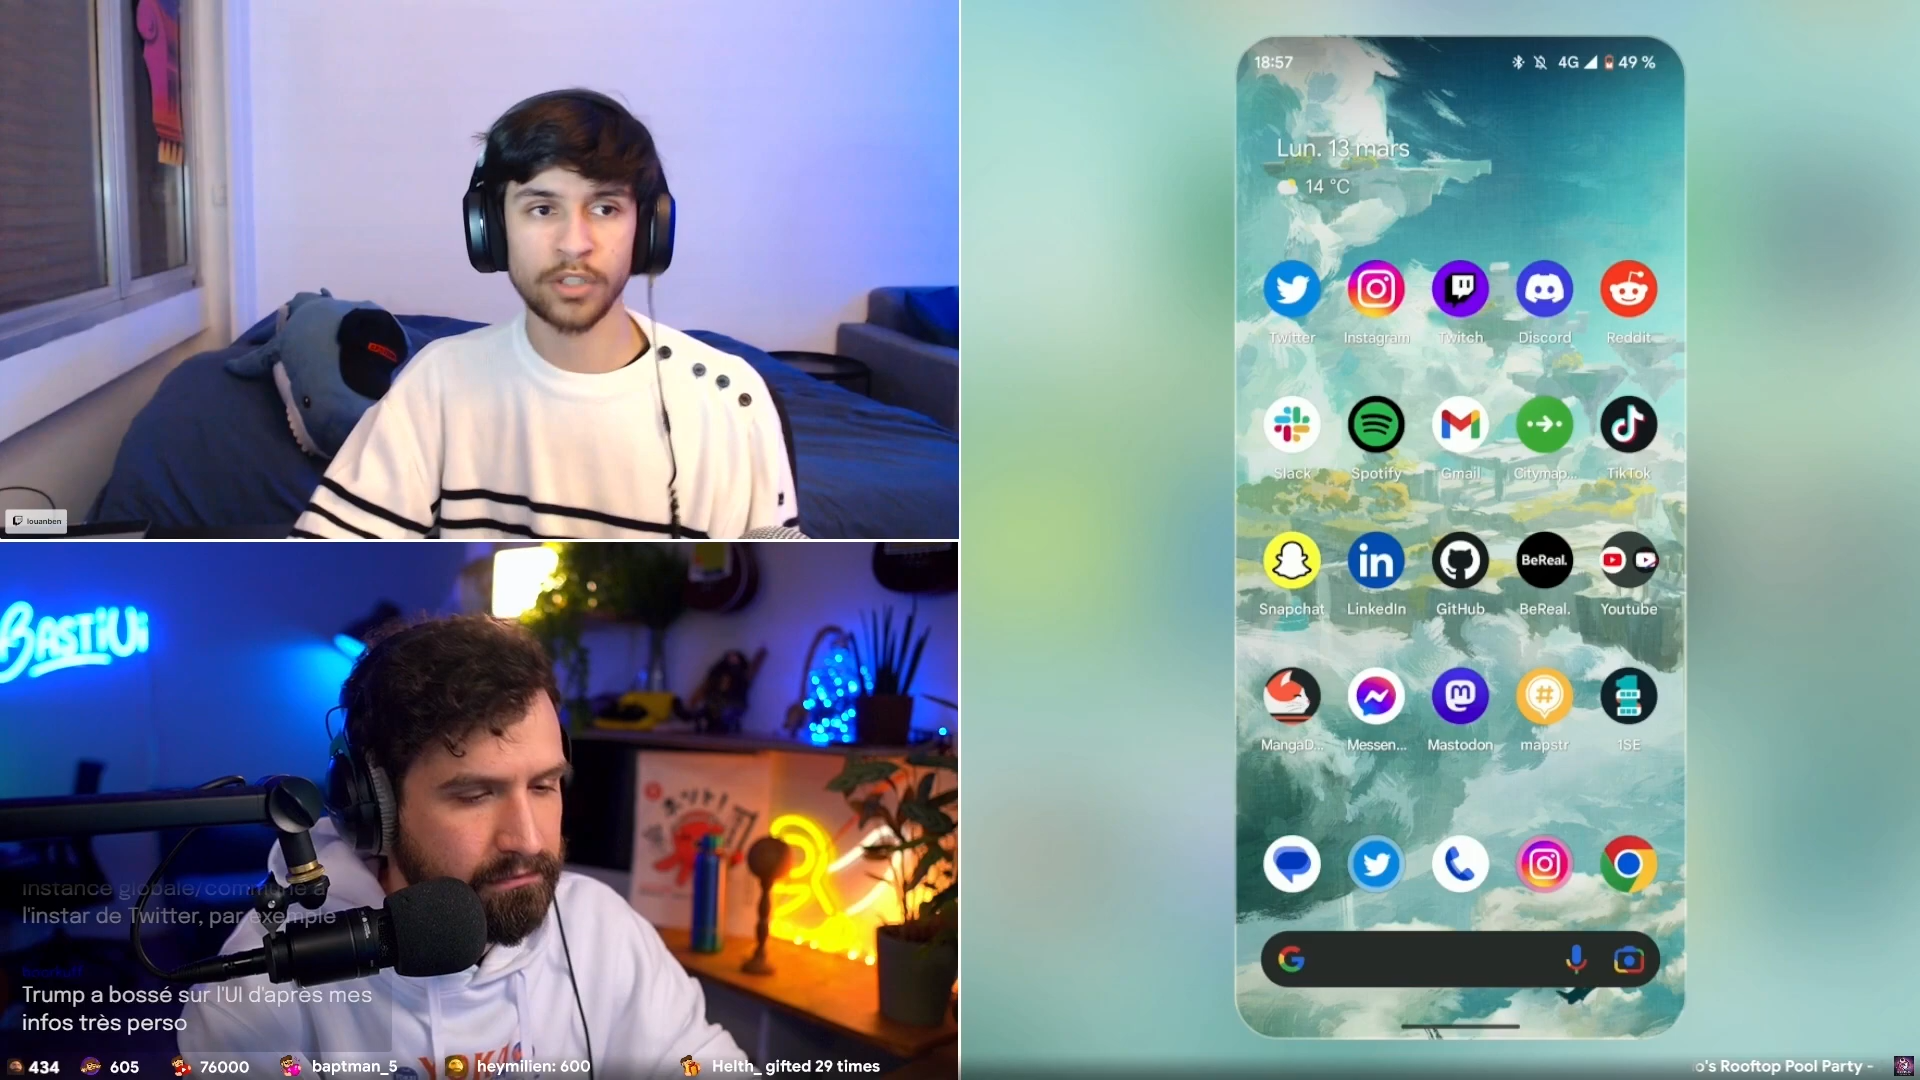 louanben
BASTIUI
instance globale/commune à
l'instar de Twitter, par exemple
Trump a bossé sur l'UI d'après mes
infos très perso
434
605
76000
baptman_5
heymilien: 600
Helth_ gifted 29 times
18:57
4G
49 %
Lun. 13 mars
14 °C
Twitter
Instagram
Twitch
Discord
Reddit
Slack
Spotify
Gmail
Citymap...
TikTok
BeReal.
Snapchat
LinkedIn
GitHub
BeReal.
Youtube
MangaD...
Messen...
Mastodon
mapstr
1SE
o's Rooftop Pool Party -